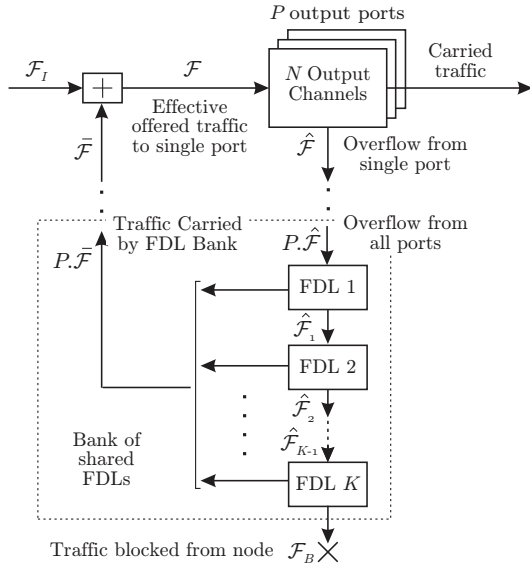 P output ports
𝓕_I
+
𝓕
N Output
Channels
Carried
traffic
Effective
offered traffic
to single port
𝓕̄
𝓕̂
Overflow from
single port
Traffic Carried
by FDL Bank
Overflow from
all ports
P.𝓕̄
P.𝓕̂
FDL 1
𝓕̂_1
FDL 2
𝓕̂_2
𝓕̂_{K-1}
Bank of
shared
FDLs
FDL K
Traffic blocked from node
𝓕_B